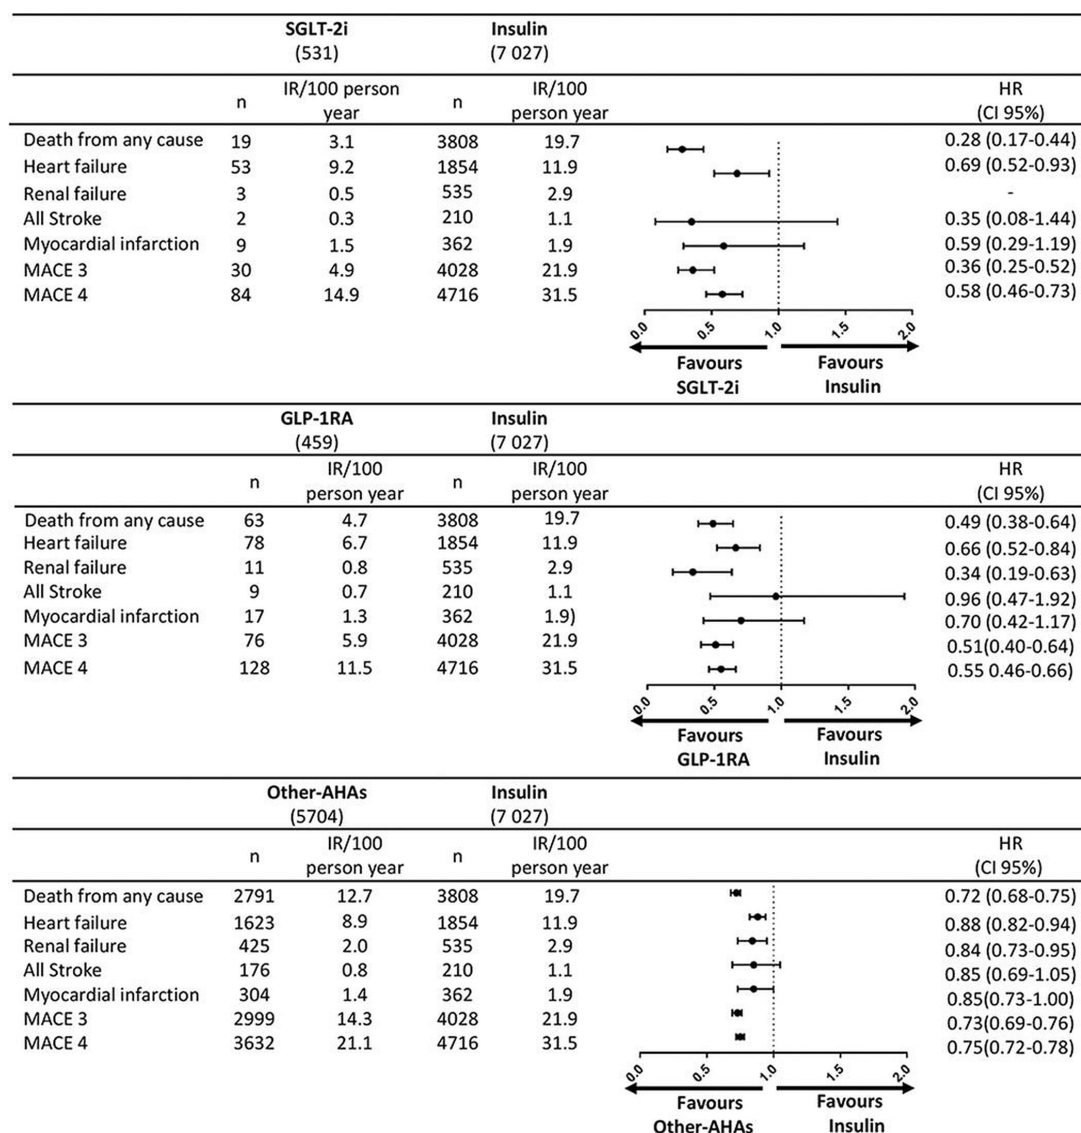 SGLT-2i Insulin
(531) (7 027)
n IR/100 person year n IR/100 person year HR (CI 95%)
Death from any cause 19 3.1 3808 19.7 0.28 (0.17-0.44)
Heart failure 53 9.2 1854 11.9 0.69 (0.52-0.93)
Renal failure 3 0.5 535 2.9 -
All Stroke 2 0.3 210 1.1 0.35 (0.08-1.44)
Myocardial infarction 9 1.5 362 1.9 0.59 (0.29-1.19)
MACE 3 30 4.9 4028 21.9 0.36 (0.25-0.52)
MACE 4 84 14.9 4716 31.5 0.58 (0.46-0.73)
0.0 0.5 1.0 1.5 2.0
Favours Favours
SGLT-2i Insulin
GLP-1RA Insulin
(459) (7 027)
n IR/100 person year n IR/100 person year HR (CI 95%)
Death from any cause 63 4.7 3808 19.7 0.49 (0.38-0.64)
Heart failure 78 6.7 1854 11.9 0.66 (0.52-0.84)
Renal failure 11 0.8 535 2.9 0.34 (0.19-0.63)
All Stroke 9 0.7 210 1.1 0.96 (0.47-1.92)
Myocardial infarction 17 1.3 362 1.9) 0.70 (0.42-1.17)
MACE 3 76 5.9 4028 21.9 0.51(0.40-0.64)
MACE 4 128 11.5 4716 31.5 0.55 0.46-0.66)
0.0 0.5 1.0 1.5 2.0
Favours Favours
GLP-1RA Insulin
Other-AHAs Insulin
(5704) (7 027)
n IR/100 person year n IR/100 person year HR (CI 95%)
Death from any cause 2791 12.7 3808 19.7 0.72 (0.68-0.75)
Heart failure 1623 8.9 1854 11.9 0.88 (0.82-0.94)
Renal failure 425 2.0 535 2.9 0.84 (0.73-0.95)
All Stroke 176 0.8 210 1.1 0.85 (0.69-1.05)
Myocardial infarction 304 1.4 362 1.9 0.85(0.73-1.00)
MACE 3 2999 14.3 4028 21.9 0.73(0.69-0.76)
MACE 4 3632 21.1 4716 31.5 0.75(0.72-0.78)
0.0 0.5 1.0 1.5 2.0
Favours Favours
Other-AHAs Insulin